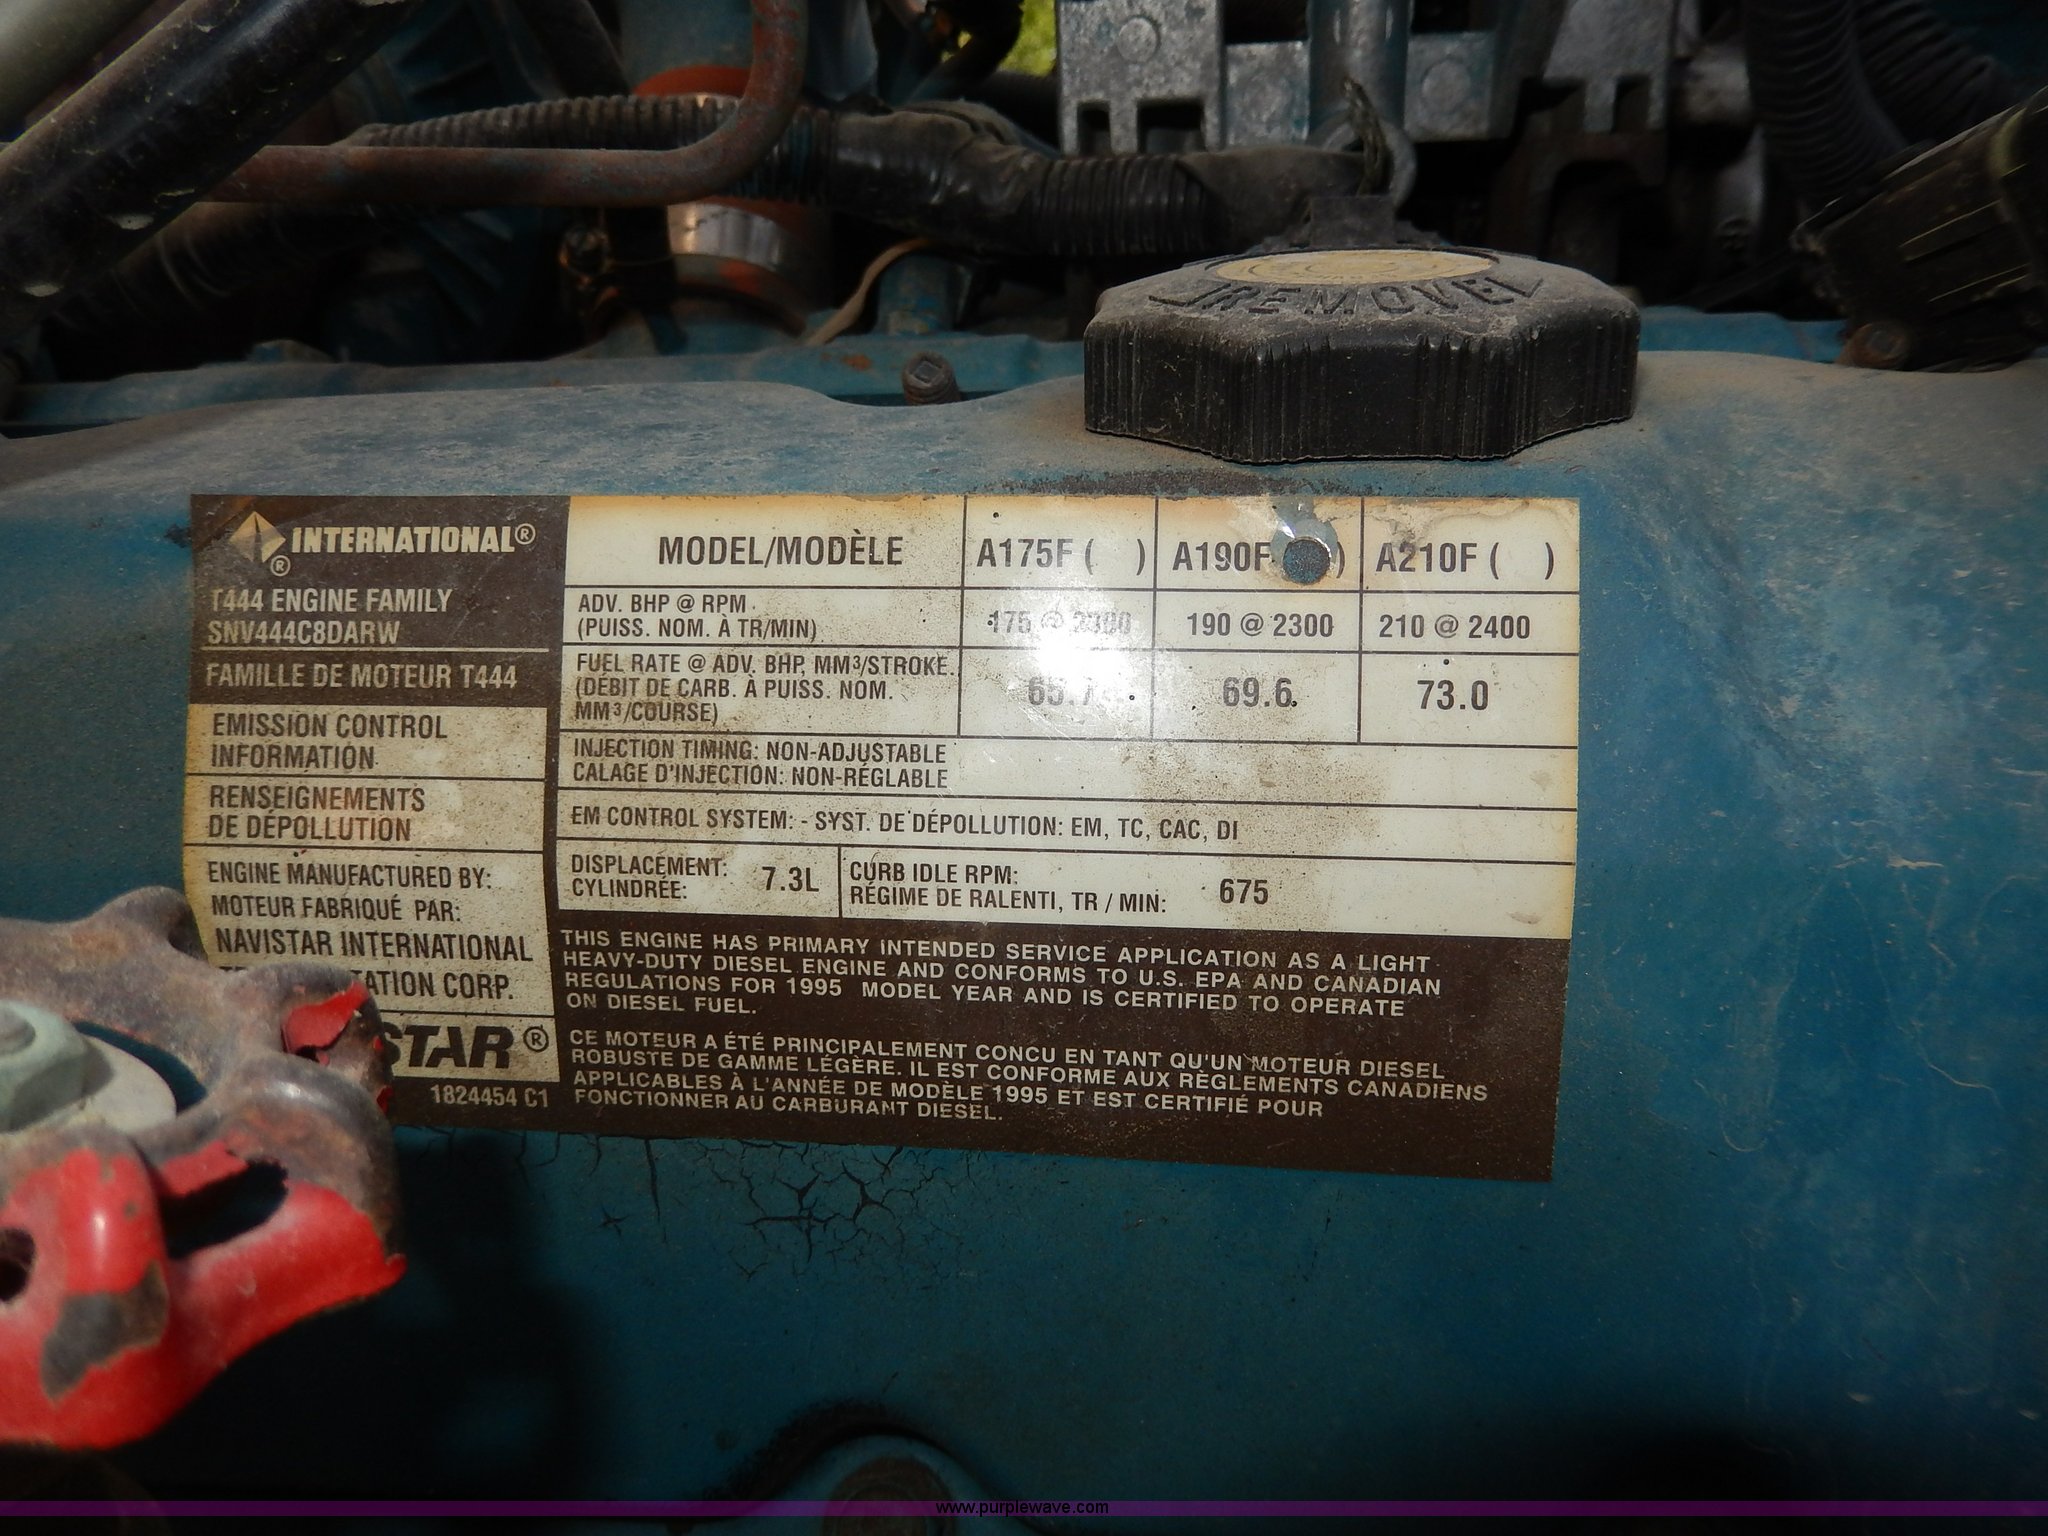 REMOVE
INTERNATIONAL®
®
T444 ENGINE FAMILY
SNV444C8DARW
FAMILLE DE MOTEUR T444
EMISSION CONTROL
INFORMATION
RENSEIGNEMENTS
DE DÉPOLLUTION
ENGINE MANUFACTURED BY:
MOTEUR FABRIQUÉ PAR:
NAVISTAR INTERNATIONAL
CORP.
®
1824454 C1
MODEL/MODÈLE A175F ( ) A190F ) A210F ( )
ADV. BHP @ RPM
(PUISS. NOM. À TR/MIN)
175 @ 2300 190 @ 2300 210 @ 2400
FUEL RATE @ ADV. BHP, MM³/STROKE
(DÉBIT DE CARB. À PUISS. NOM.
MM³/COURSE)
69.6 73.0
INJECTION TIMING: NON-ADJUSTABLE
CALAGE D'INJECTION: NON-RÉGLABLE
EM CONTROL SYSTEM: - SYST. DE DÉPOLLUTION: EM, TC, CAC, DI
DISPLACEMENT:
CYLINDRÉE:
7.3L
CURB IDLE RPM:
RÉGIME DE RALENTI, TR / MIN:
675
THIS ENGINE HAS PRIMARY INTENDED SERVICE APPLICATION AS A LIGHT
HEAVY-DUTY DIESEL ENGINE AND CONFORMS TO U.S. EPA AND CANADIAN
REGULATIONS FOR 1995 MODEL YEAR AND IS CERTIFIED TO OPERATE
ON DIESEL FUEL.
CE MOTEUR A ÉTÉ PRINCIPALEMENT CONCU EN TANT QU'UN MOTEUR DIESEL
ROBUSTE DE GAMME LÉGÈRE. IL EST CONFORME AUX RÈGLEMENTS CANADIENS
APPLICABLES À L'ANNÉE DE MODÈLE 1995 ET EST CERTIFIÉ POUR
FONCTIONNER AU CARBURANT DIESEL.
www.purplewave.com